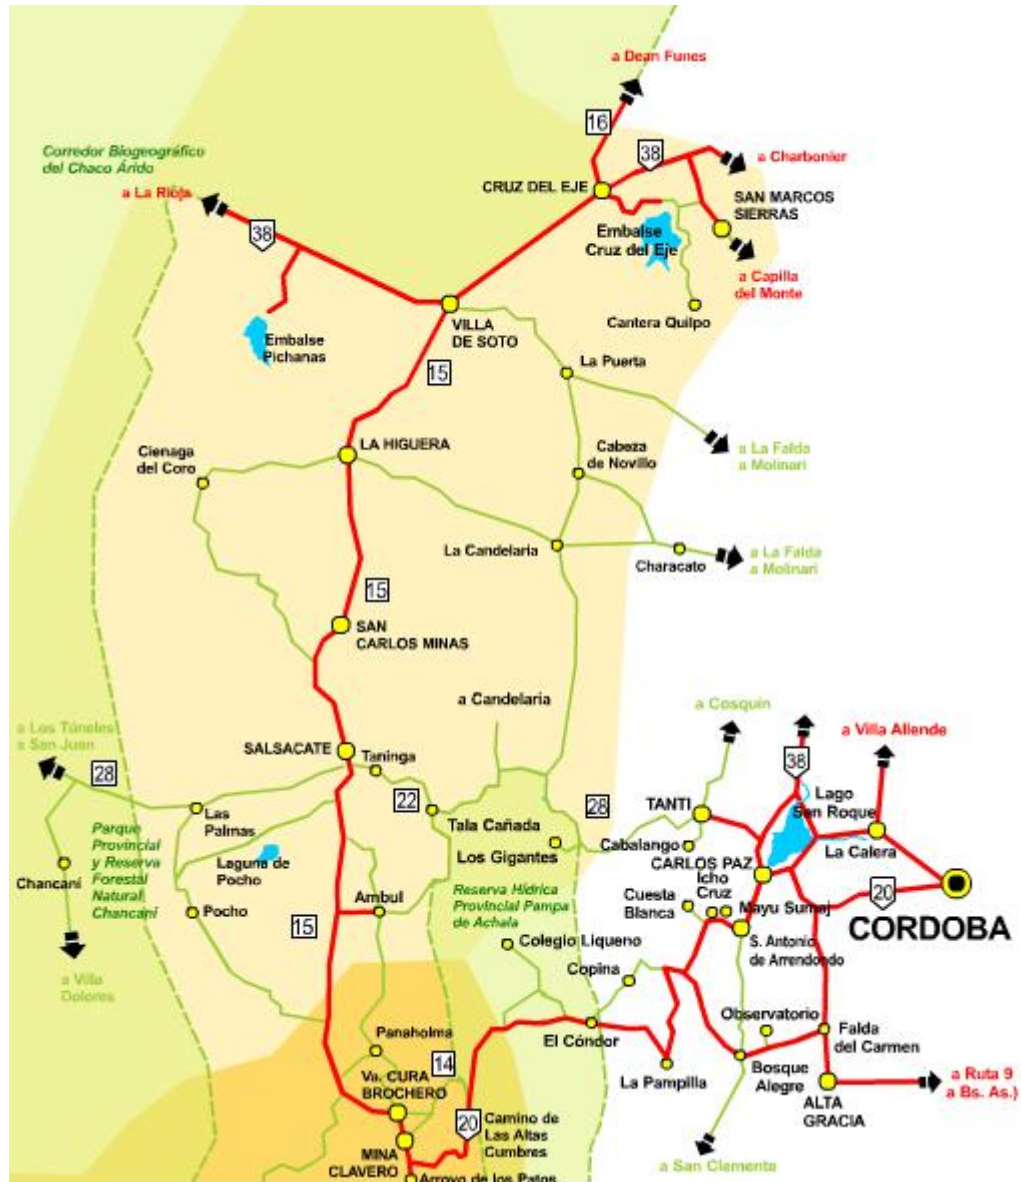 a Dean Funes
16
38
Corredor Biogeográfico
del Chaco Árido
a Charbonier
CRUZ DEL EJE
a La Rioja
SAN MARCOS
SIERRAS
38
Embalse
Cruz del Eje
a Capilla
del Monte
VILLA
DE SOTO
Cantera Quilpo
Embalse
Pichanas
La Puerta
15
LA HIGUERA
Cienaga
del Coro
Cabeza
de Novillo
a La Falda
a Molinari
La Candelaria
Characato
a La Falda
a Molinari
15
SAN
CARLOS MINAS
a Candelaria
a Cosquín
a Los Túneles
a San Juan
SALSACATE
Taninga
a Villa Allende
38
28
22
28
TANTI
Lago
San Roque
Las
Palmas
Tala Cañada
Parque
Provincial
y Reserva
Forestal
Natural
Chancaní
Los Gigantes
Cabalango
La Calera
Laguna de
Pocho
CARLOS PAZ
Icho
Cruz
Chancaní
Ambul
Reserva Hídrica
Provincial Pampa
de Achala
Cuesta
Blanca
Mayu Sumaj
20
CORDOBA
Pocho
15
Colegio Liqueno
S. Antonio
de Arrendondo
Copina
a Villa
Dolores
Observatorio
Panaholma
El Cóndor
Falda
del Carmen
14
Va. CURA
BROCHERO
La Pampilla
Bosque
Alegre
a Ruta 9
a Bs. As.)
ALTA
GRACIA
20
Camino de
Las Altas
Cumbres
MINA
CLAVERO
a San Clemente
Arroyo de los Patos